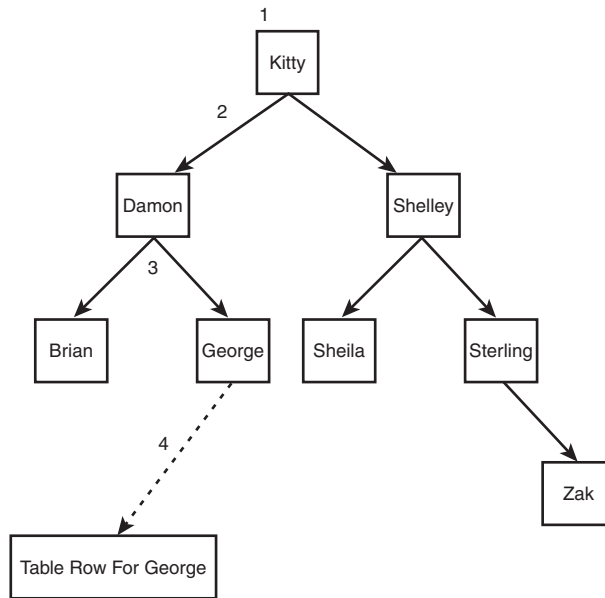 1
Kitty
2
Damon
Shelley
3
Brian
George
Sheila
Sterling
4
Zak
Table Row For George